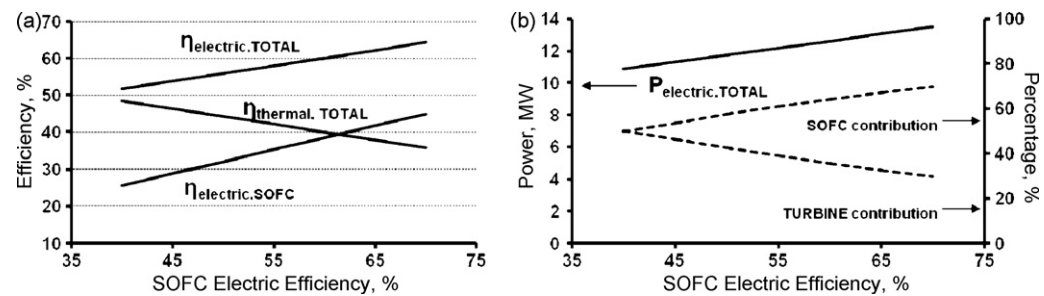 (a)
70
60
50
40
30
20
10
Efficiency, %
ηelectric.TOTAL
ηthermal. TOTAL
ηelectric.SOFC
35 45 55 65 75
SOFC Electric Efficiency, %
(b)
14
12
10
8
6
4
2
0
Power, MW
Pelectric.TOTAL
SOFC contribution
TURBINE contribution
100
80
60
40
20
0
Percentage, %
35 45 55 65 75
SOFC Electric Efficiency, %